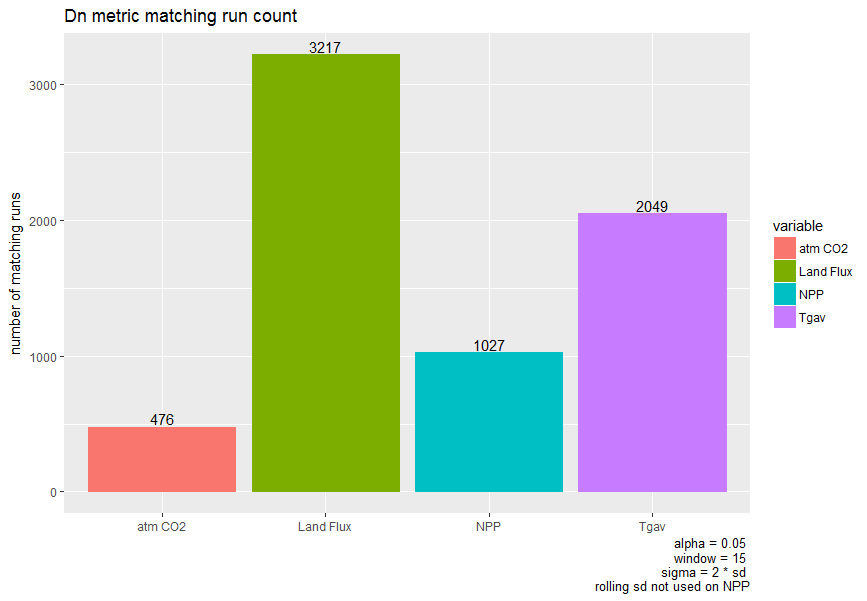 Dn metric matching run count
number of matching runs
3000
2000
1000
0
476
3217
1027
2049
atm CO2
Land Flux
NPP
Tgav
variable
atm CO2
Land Flux
NPP
Tgav
alpha = 0.05
window = 15
sigma = 2 * sd
rolling sd not used on NPP